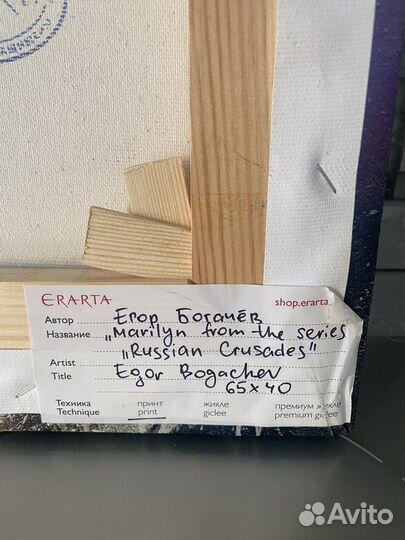 ERARTA shop.erarta
Автор Егор Богачёв
Название „Marilyn from the series
„Russian Crusades"
Artist
Title Egor Bogachev
65x40
Техника принт жикле премиум жикле
Technique print giclee premium giclee
Avito